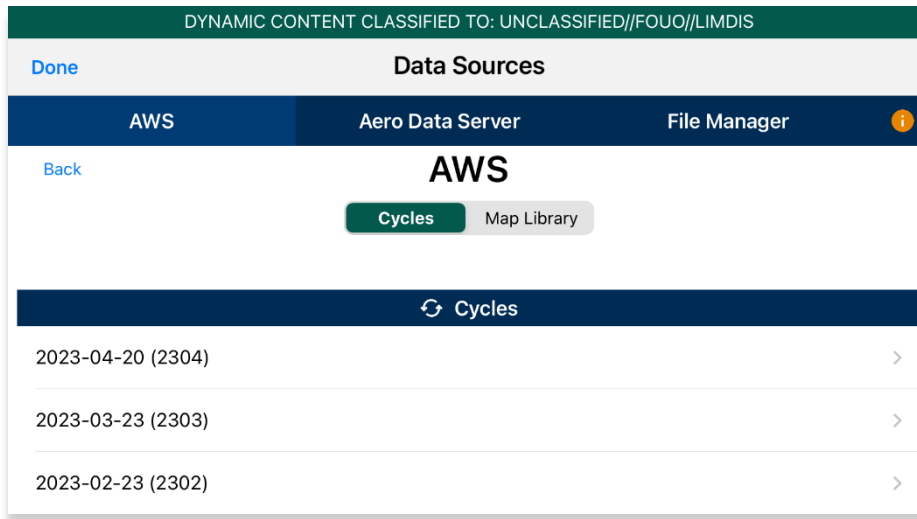 DYNAMIC CONTENT CLASSIFIED TO: UNCLASSIFIED//FOUO//LIMDIS
Done Data Sources
AWS Aero Data Server File Manager i
Back AWS
Cycles Map Library
Cycles
2023-04-20 (2304)
2023-03-23 (2303)
2023-02-23 (2302)